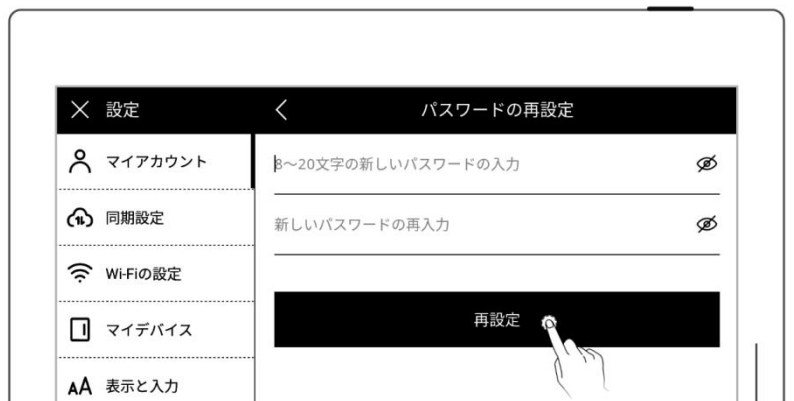 設定
パスワードの再設定
マイアカウント
8～20文字の新しいパスワードの入力
同期設定
新しいパスワードの再入力
Wi-Fiの設定
再設定
マイデバイス
AA 表示と入力